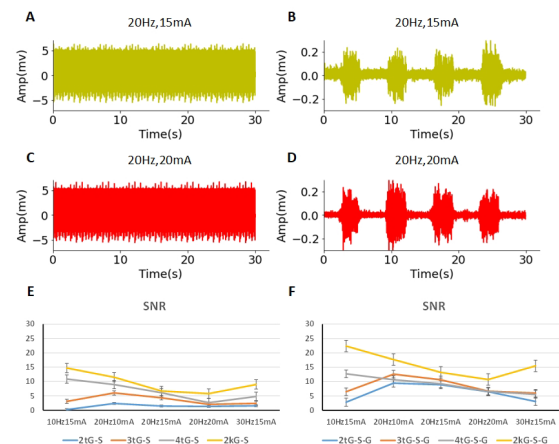 A
20Hz,15mA
Amp(mv)
5
0
−5
0
10
20
30
Time(s)
B
20Hz,15mA
Amp(mv)
0.2
0.0
−0.2
0
10
20
30
Time(s)
C
20Hz,20mA
Amp(mv)
5
0
−5
0
10
20
30
Time(s)
D
20Hz,20mA
Amp(mv)
0.2
0.0
−0.2
0
10
20
30
Time(s)
E
SNR
30
25
20
15
10
5
0
10Hz15mA 20Hz10mA 20Hz15mA 20Hz20mA 30Hz15mA
2tG-S 3tG-S 4tG-S 2kG-S
F
SNR
30
25
20
15
10
5
0
10Hz15mA 20Hz10mA 20Hz15mA 20Hz20mA 30Hz15mA
2tG-S-G 3tG-S-G 4tG-S-G 2kG-S-G